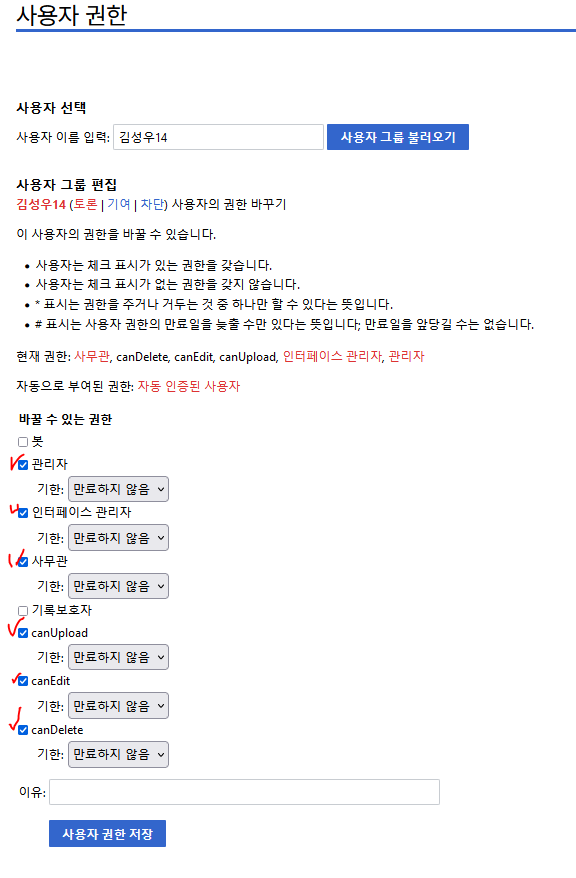 사용자 권한
사용자 선택
사용자 이름 입력: 김성우14 사용자 그룹 불러오기
사용자 그룹 편집
김성우14 (토론 | 기여 | 차단) 사용자의 권한 바꾸기
이 사용자의 권한을 바꿀 수 있습니다.
• 사용자는 체크 표시가 있는 권한을 갖습니다.
• 사용자는 체크 표시가 없는 권한을 갖지 않습니다.
• * 표시는 권한을 주거나 거두는 것 중 하나만 할 수 있다는 뜻입니다.
• # 표시는 사용자 권한의 만료일을 늦출 수만 있다는 뜻입니다; 만료일을 앞당길 수는 없습니다.
현재 권한: 사무관, canDelete, canEdit, canUpload, 인터페이스 관리자, 관리자
자동으로 부여된 권한: 자동 인증된 사용자
바꿀 수 있는 권한
봇
관리자
기한: 만료하지 않음
인터페이스 관리자
기한: 만료하지 않음
사무관
기한: 만료하지 않음
기록보호자
canUpload
기한: 만료하지 않음
canEdit
기한: 만료하지 않음
canDelete
기한: 만료하지 않음
이유:
사용자 권한 저장